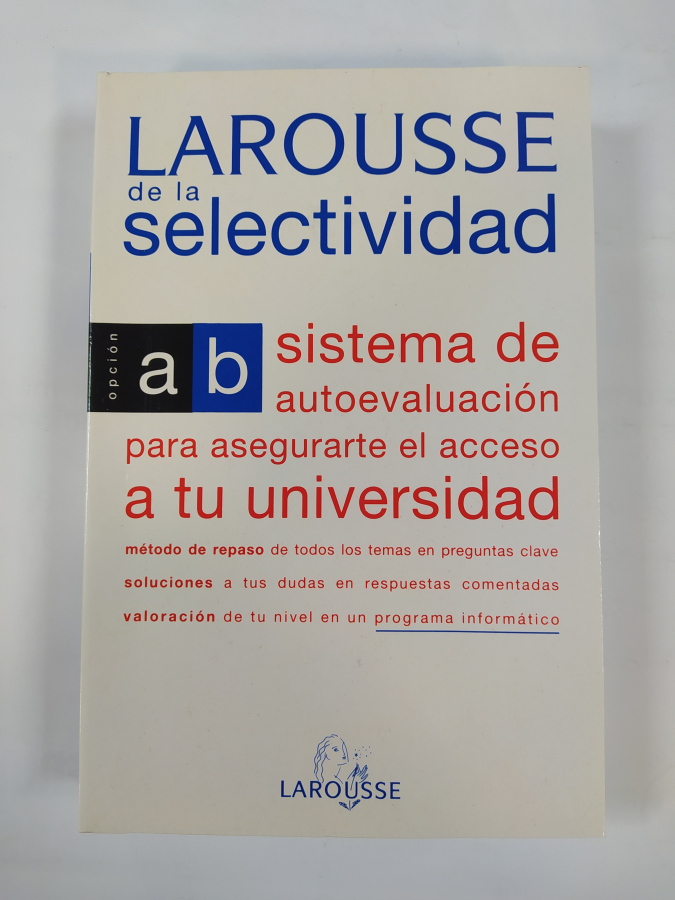 LAROUSSE
de la
selectividad
opción
a b
sistema de
autoevaluación
para asegurarte el acceso
a tu universidad
método de repaso de todos los temas en preguntas clave
soluciones a tus dudas en respuestas comentadas
valoración de tu nivel en un programa informático
LAROUSSE